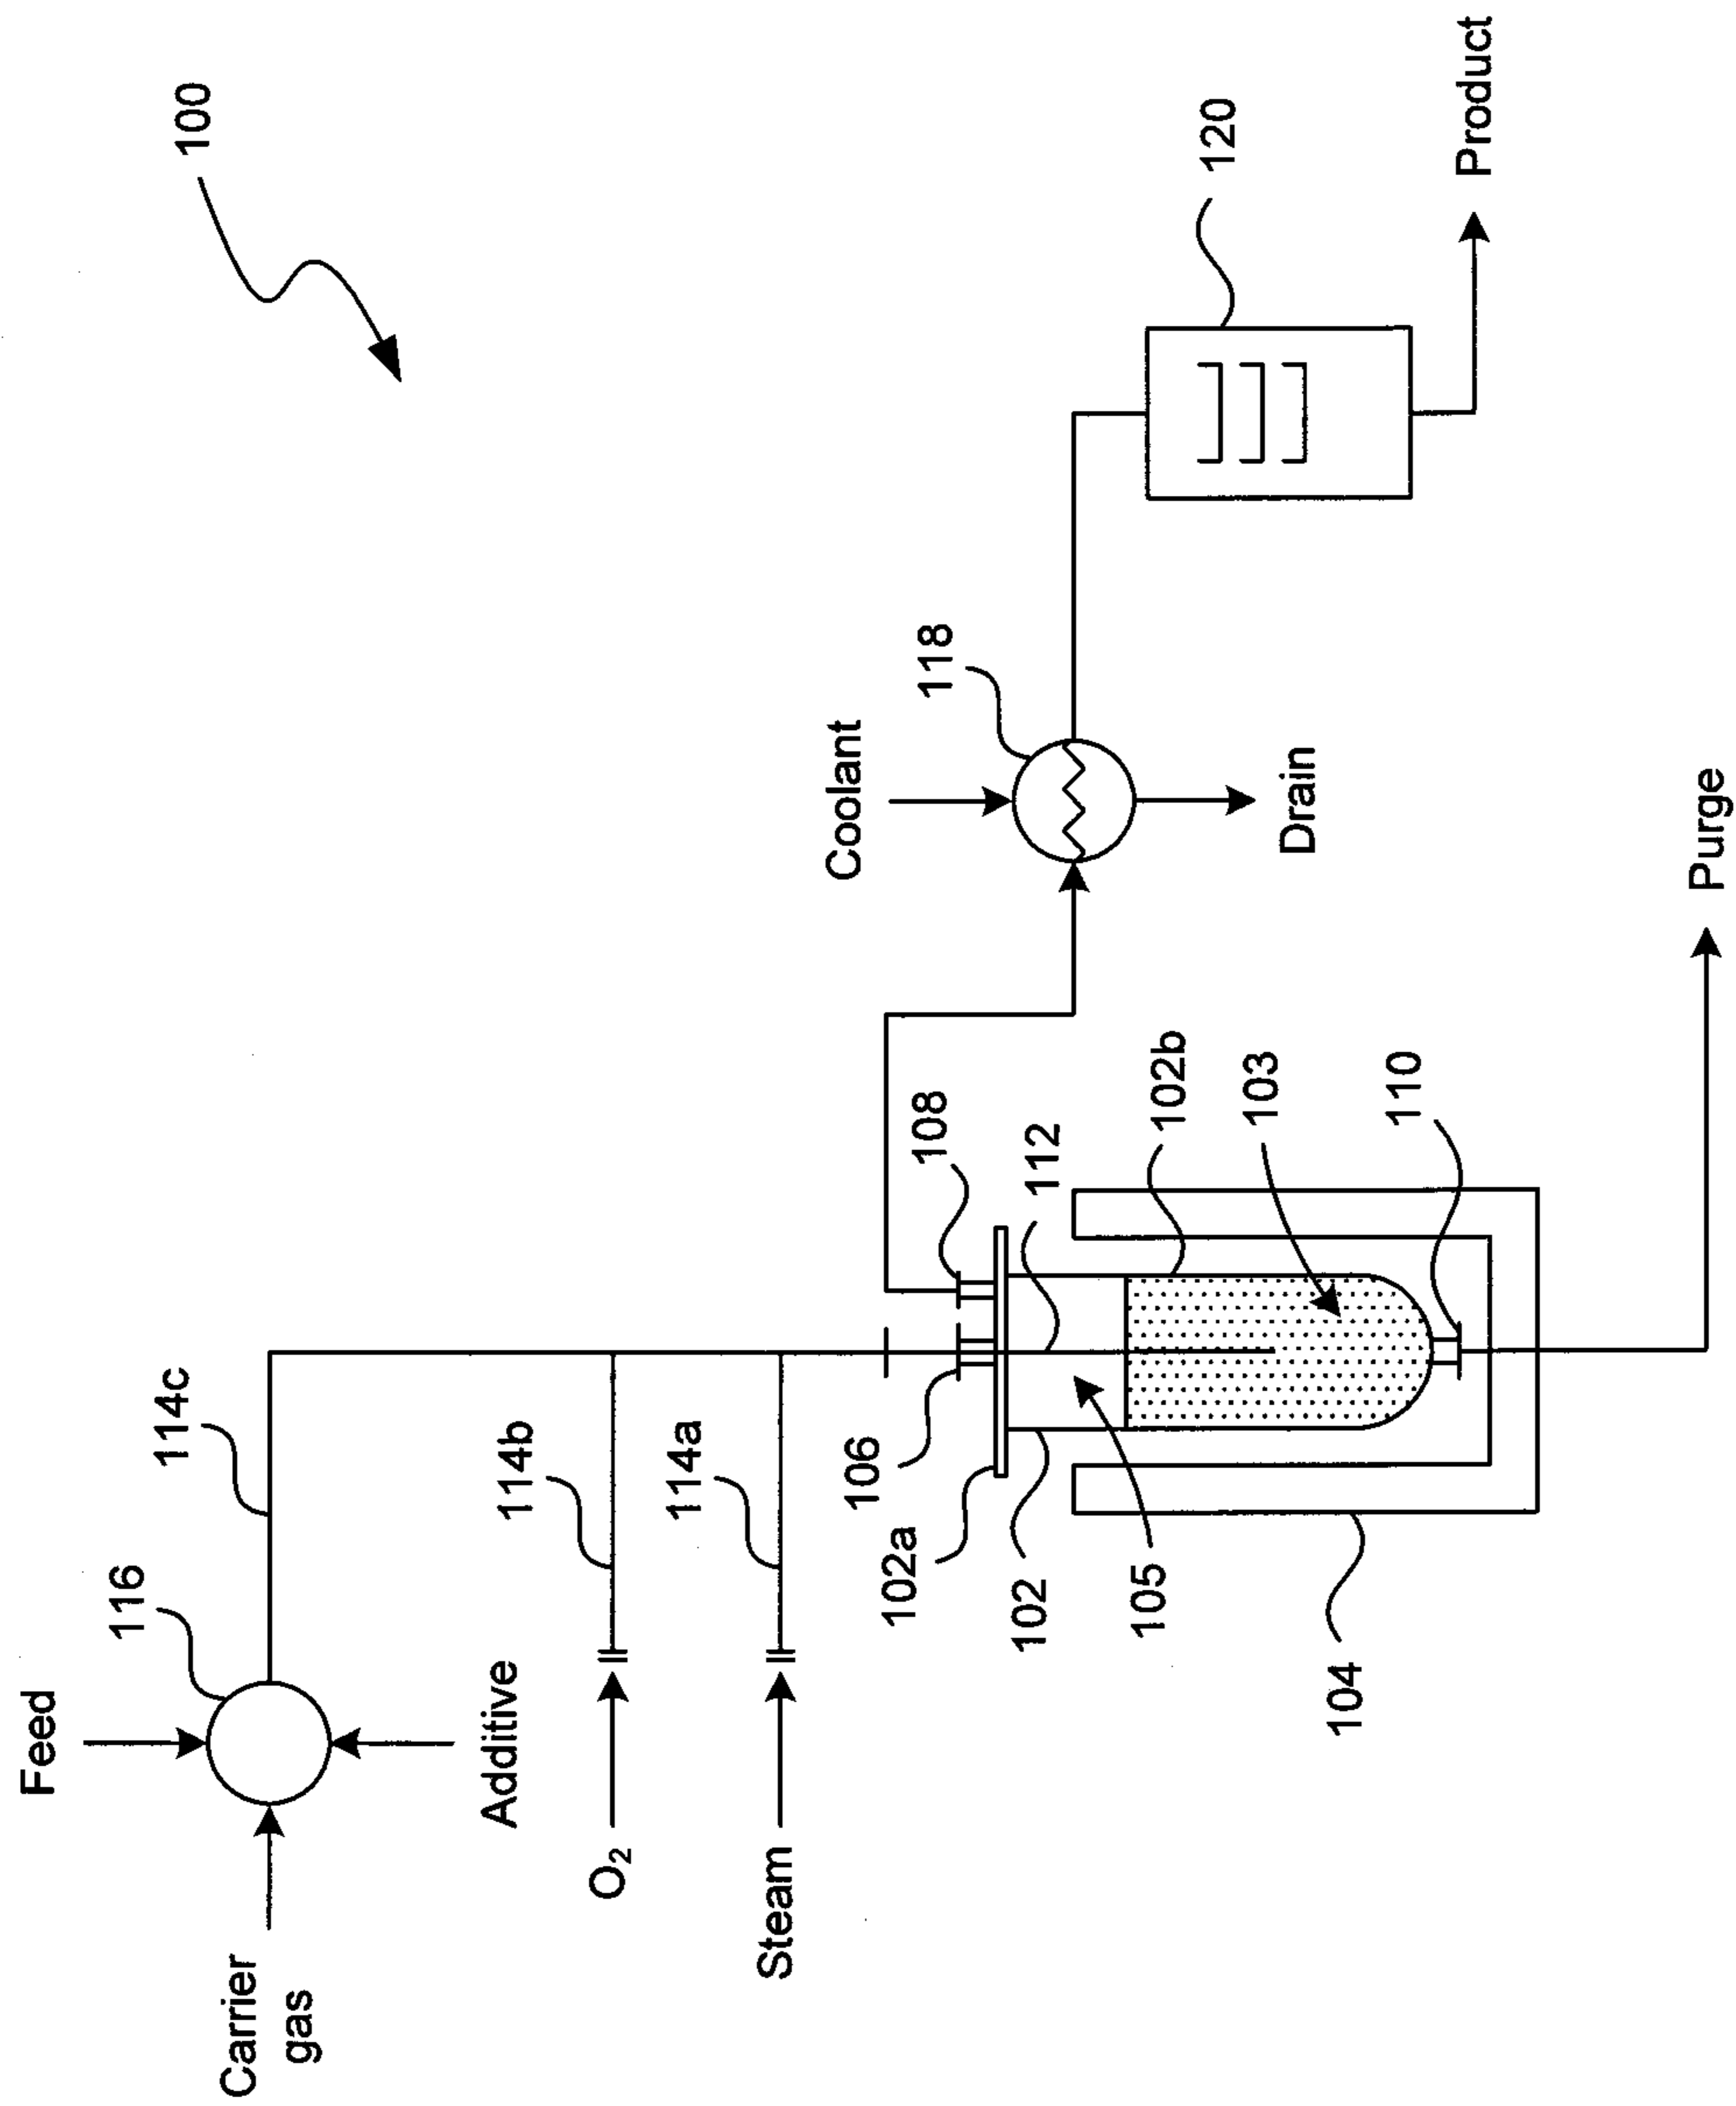 100
Feed
116
Carrier
gas
Additive
114c
O₂
114b
Steam
114a
Coolant
118
Drain
120
Product
106
108
102a
112
102
102b
105
103
104
110
Purge